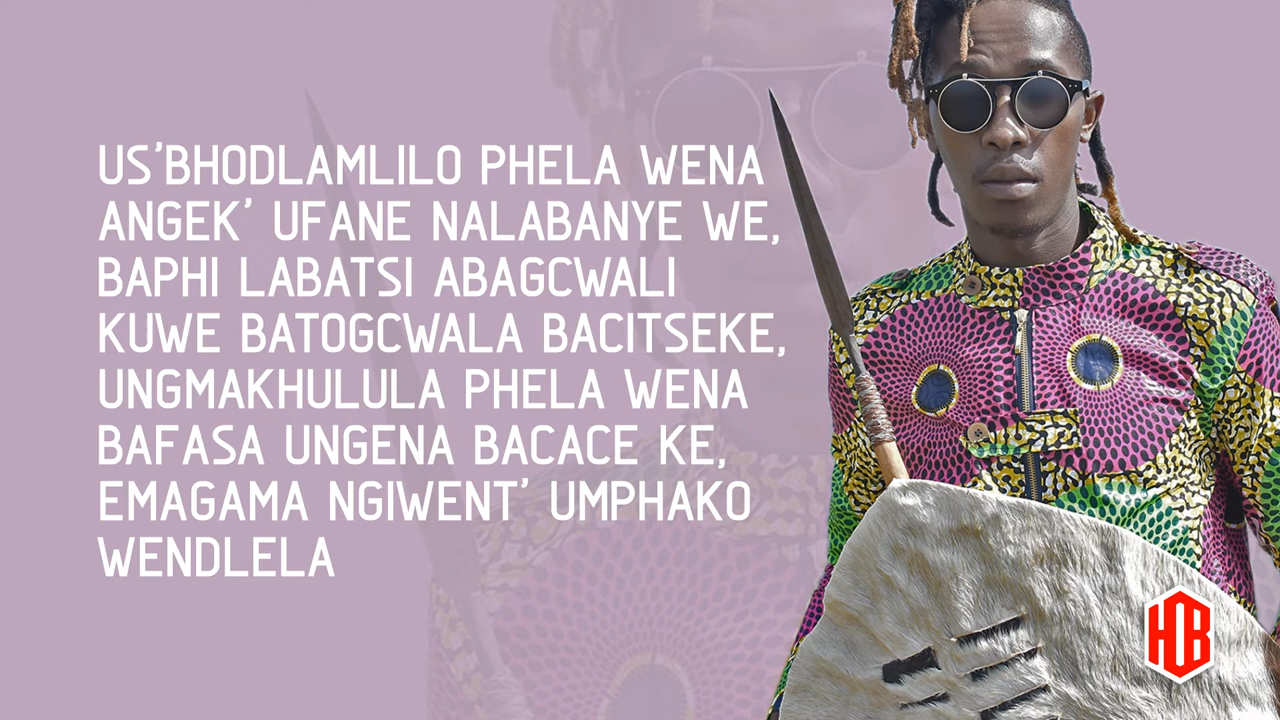 US'BHODLAMLILO PHELA WENA
ANGEK' UFANE NALABANYE WE,
BAPHI LABATSI ABAGCWALI
KUWE BATOGCWALA BACITSEKE,
UNGMAKHULULA PHELA WENA
BAFASA UNGENA BACACE KE,
EMAGAMA NGIWENT' UMPHAKO
WENDLELA
HOB